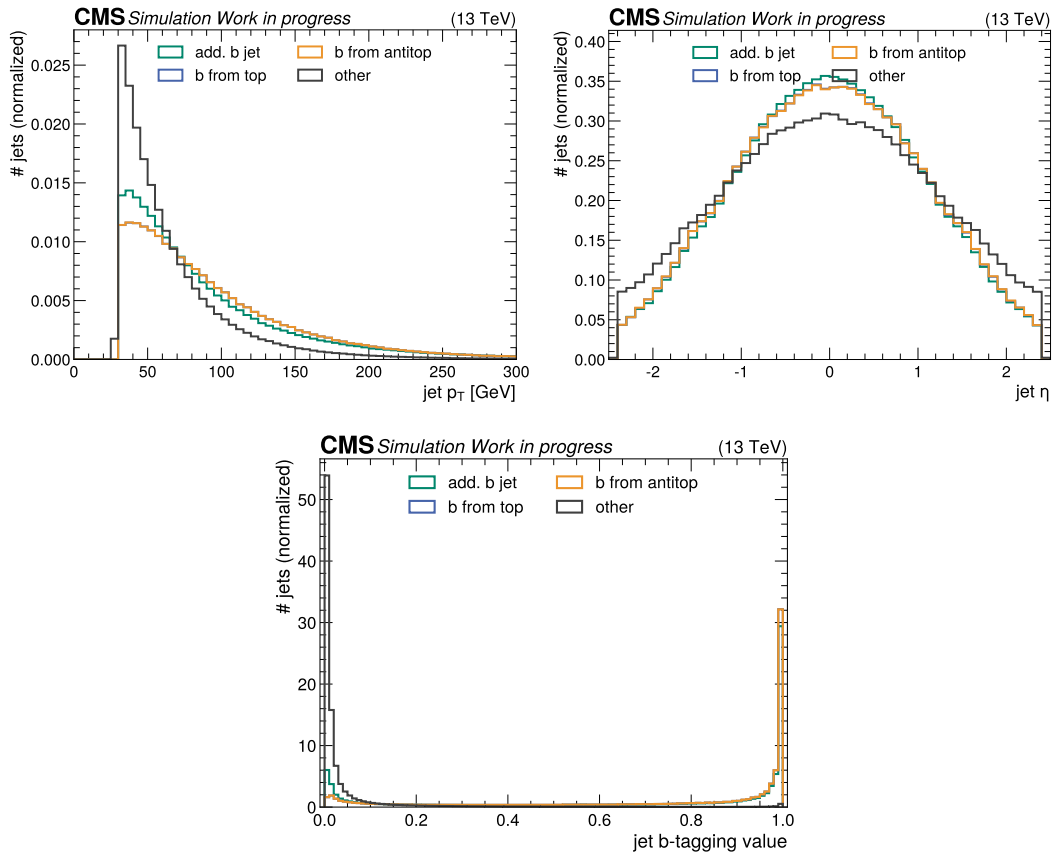 CMS Simulation Work in progress (13 TeV)
add. b jet b from antitop
b from top other
# jets (normalized)
0.025
0.020
0.015
0.010
0.005
0.000
0 50 100 150 200 250 300
jet pT [GeV]
CMS Simulation Work in progress (13 TeV)
add. b jet b from antitop
b from top other
# jets (normalized)
0.40
0.35
0.30
0.25
0.20
0.15
0.10
0.05
0.00
-2 -1 0 1 2
jet η
CMS Simulation Work in progress (13 TeV)
add. b jet b from antitop
b from top other
# jets (normalized)
50
40
30
20
10
0
0.0 0.2 0.4 0.6 0.8 1.0
jet b-tagging value